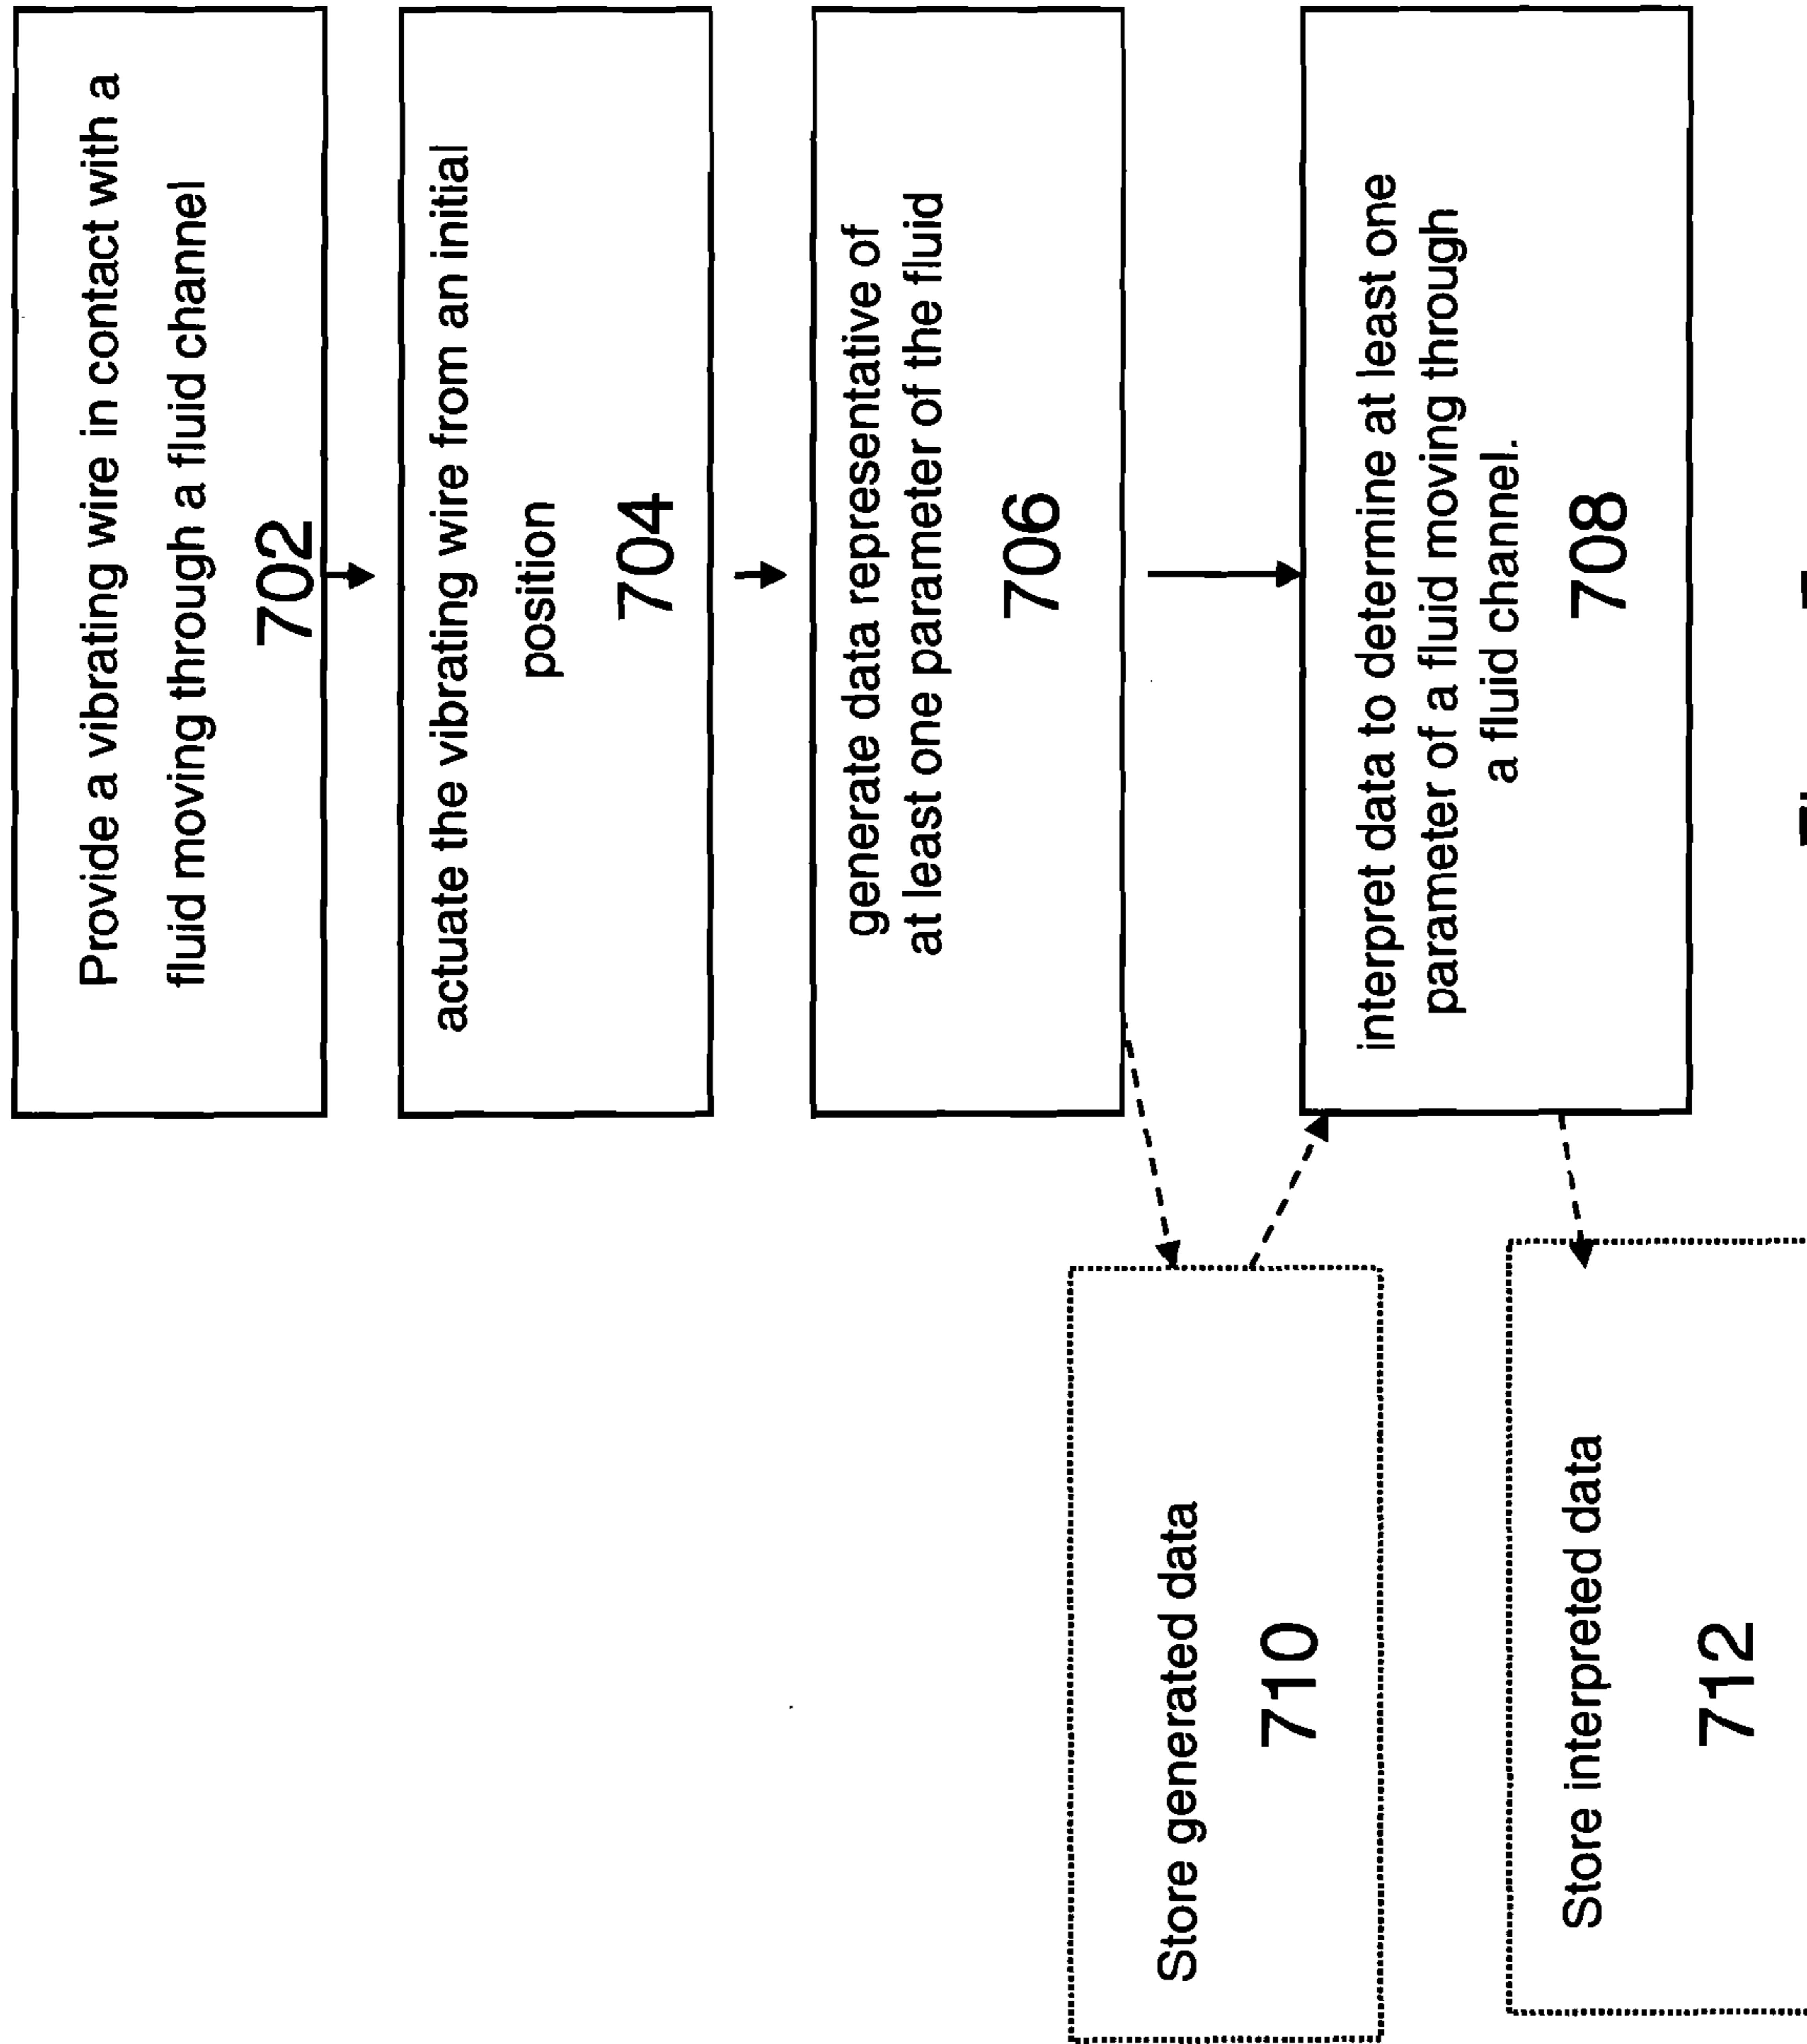 Provide a vibrating wire in contact with a
fluid moving through a fluid channel
702
actuate the vibrating wire from an initial
position
704
generate data representative of
at least one parameter of the fluid
706
interpret data to determine at least one
parameter of a fluid moving through
a fluid channel.
708
Store generated data
710
Store interpreted data
712